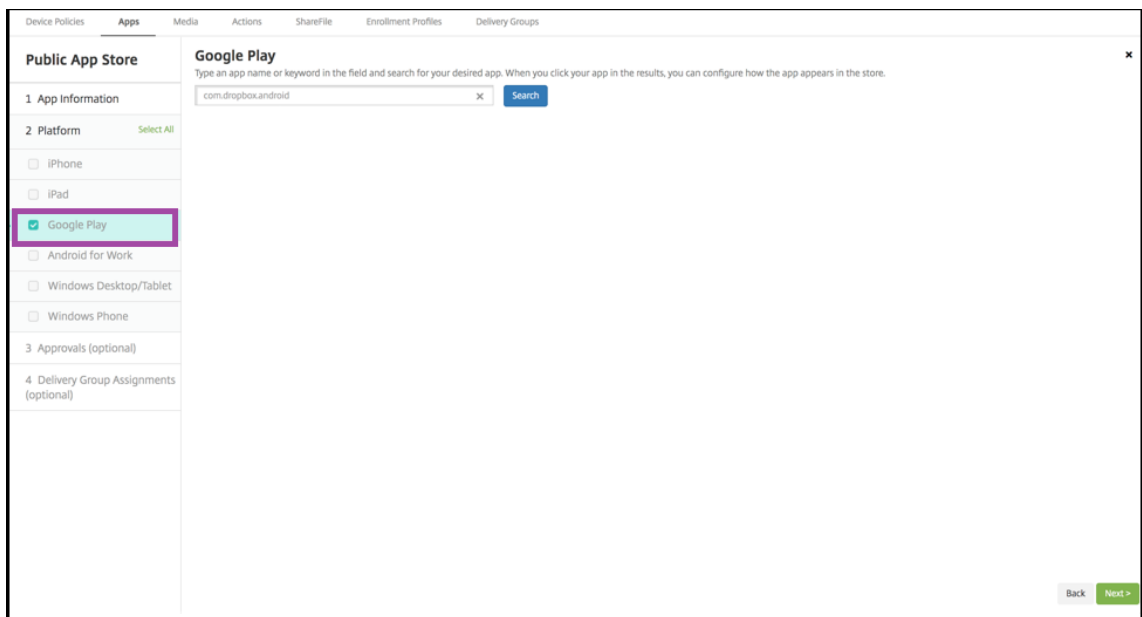 Device Policies Apps Media Actions ShareFile Enrollment Profiles Delivery Groups
Public App Store
1 App Information
2 Platform Select All
iPhone
iPad
Google Play
Android for Work
Windows Desktop/Tablet
Windows Phone
3 Approvals (optional)
4 Delivery Group Assignments
(optional)
Google Play
Type an app name or keyword in the field and search for your desired app. When you click your app in the results, you can configure how the app appears in the store.
com.dropbox.android Search
Back Next >